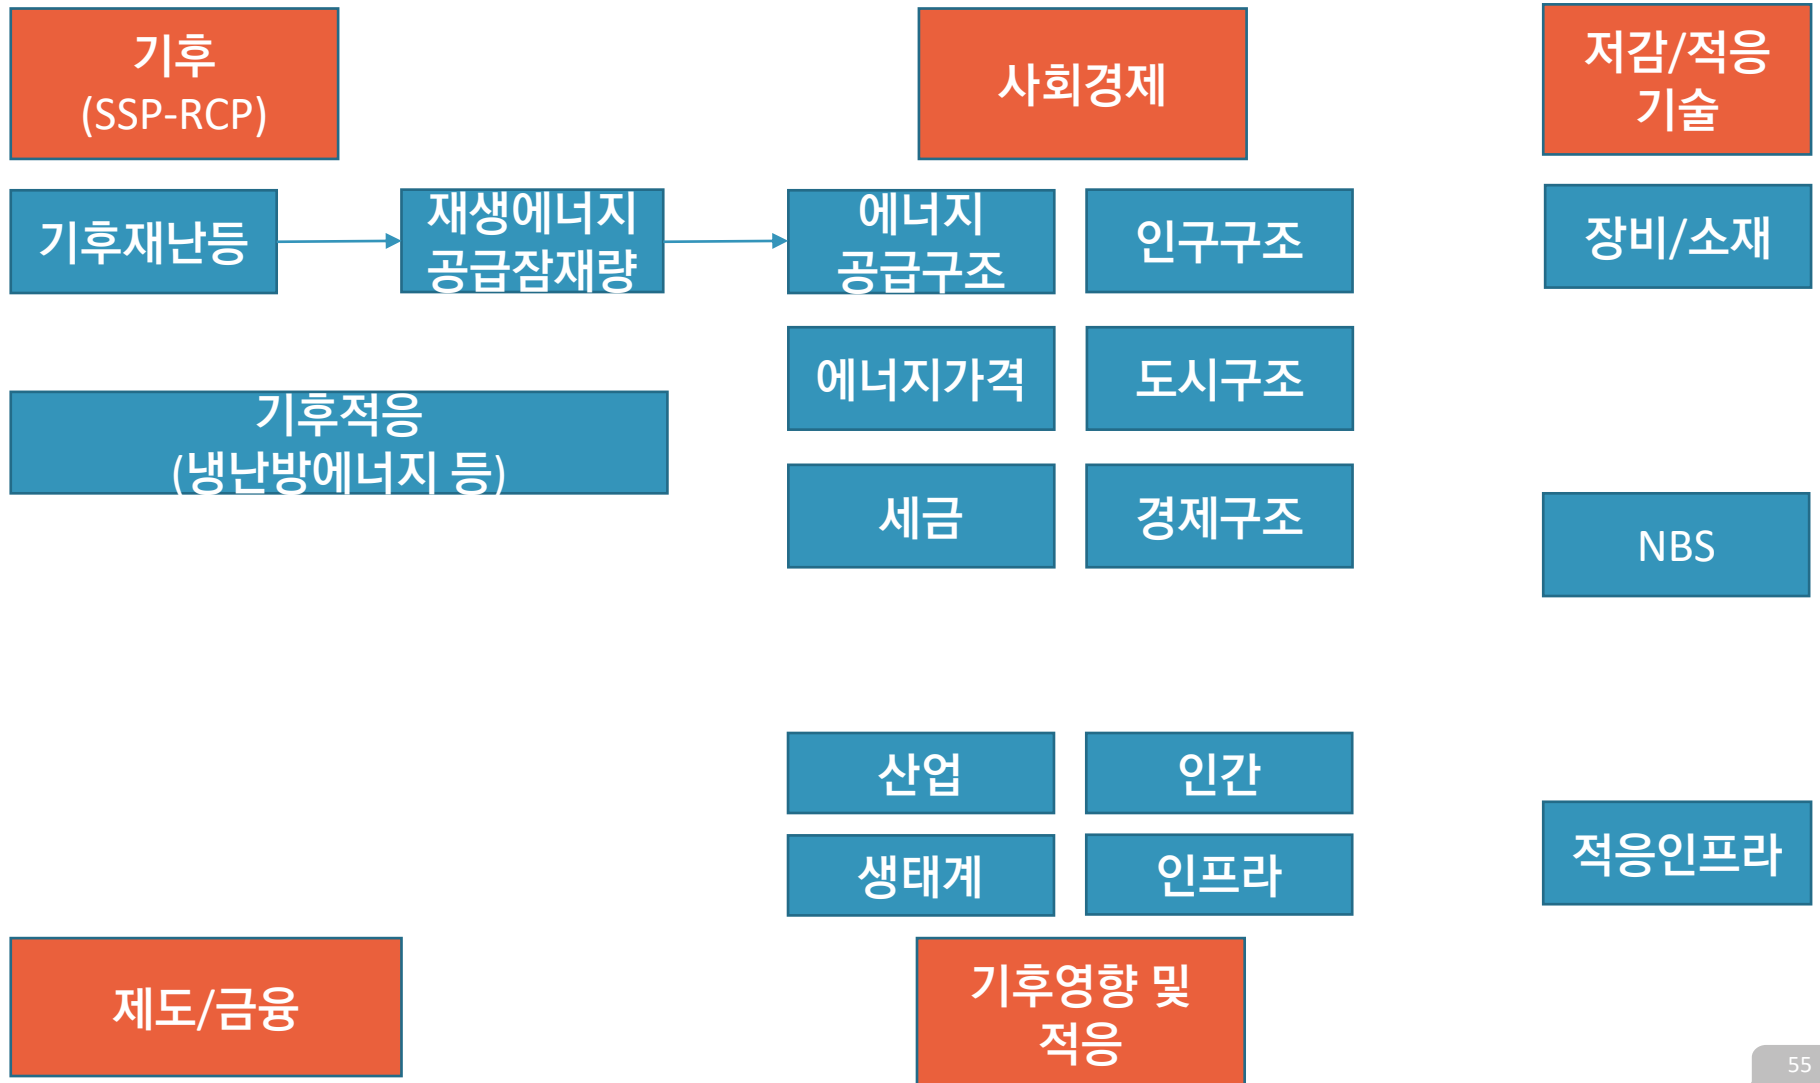 기후
(SSP-RCP)
사회경제
저감/적응
기술
기후재난등
재생에너지
공급잠재량
에너지
공급구조
인구구조
장비/소재
에너지가격
도시구조
기후적응
(냉난방에너지 등)
세금
경제구조
NBS
산업
인간
생태계
인프라
적응인프라
제도/금융
기후영향 및
적응
55